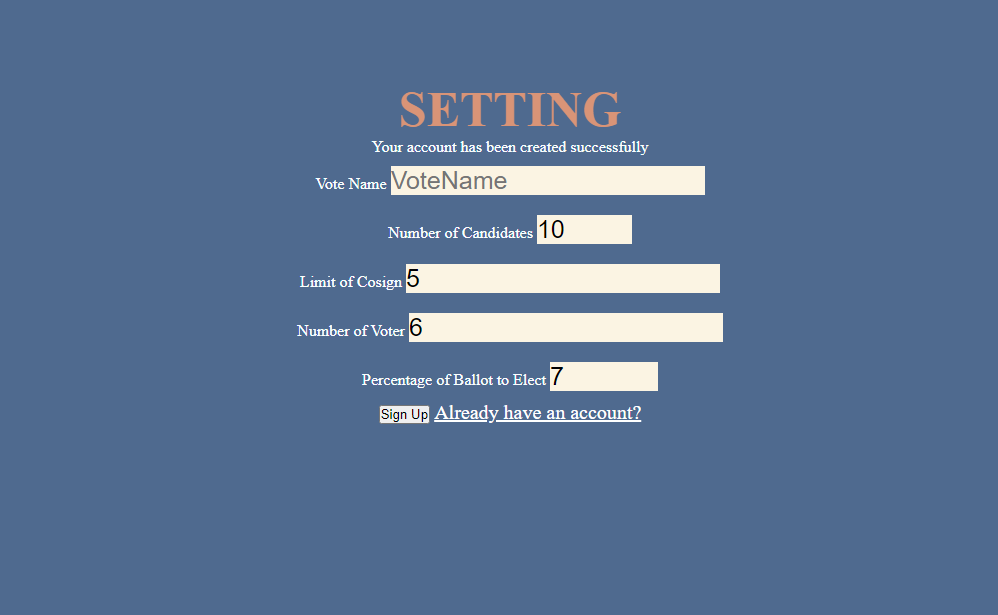 SETTING
Your account has been created successfully
Vote Name VoteName
Number of Candidates 10
Limit of Cosign 5
Number of Voter 6
Percentage of Ballot to Elect 7
Sign Up Already have an account?